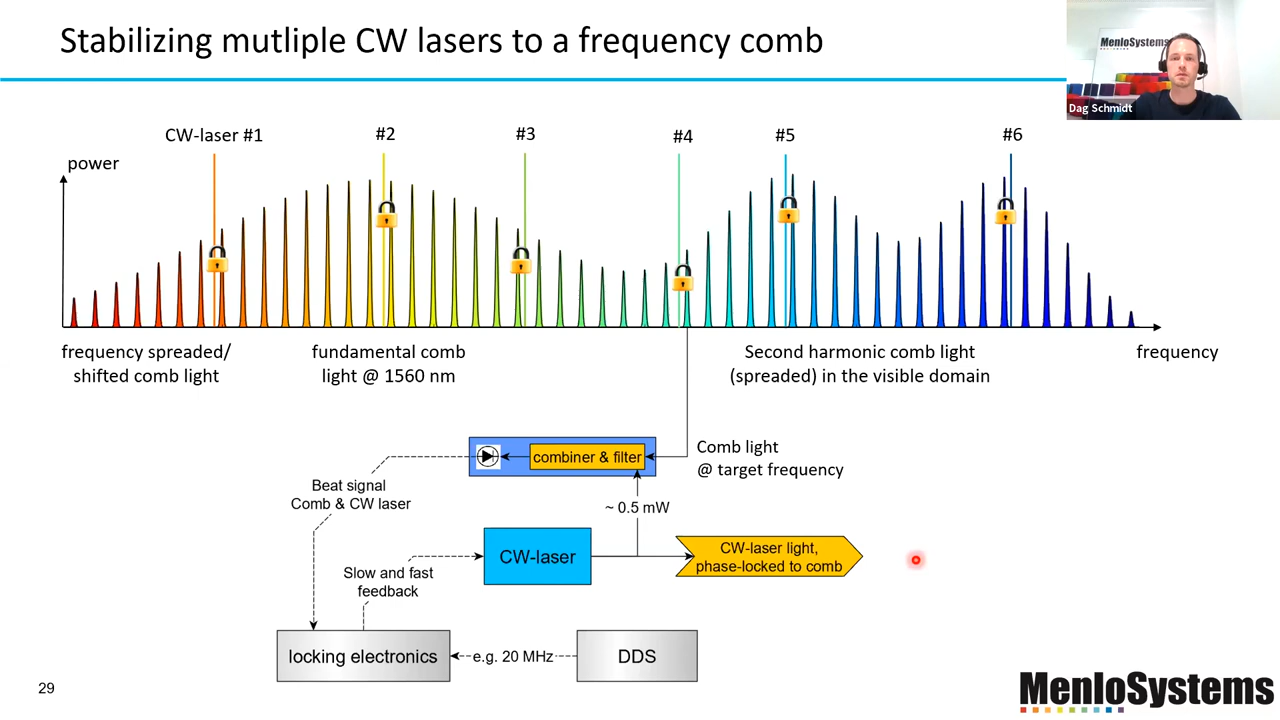 Stabilizing mutliple CW lasers to a frequency comb
MenloSystems
Dag Schmidt
CW-laser #1
#2
#3
#4
#5
#6
power
frequency spreaded/
shifted comb light
fundamental comb
light @ 1560 nm
Second harmonic comb light
(spreaded) in the visible domain
frequency
combiner & filter
Comb light
@ target frequency
Beat signal
Comb & CW laser
~ 0.5 mW
CW-laser
CW-laser light,
phase-locked to comb
Slow and fast
feedback
locking electronics
e.g. 20 MHz
DDS
29
MenloSystems